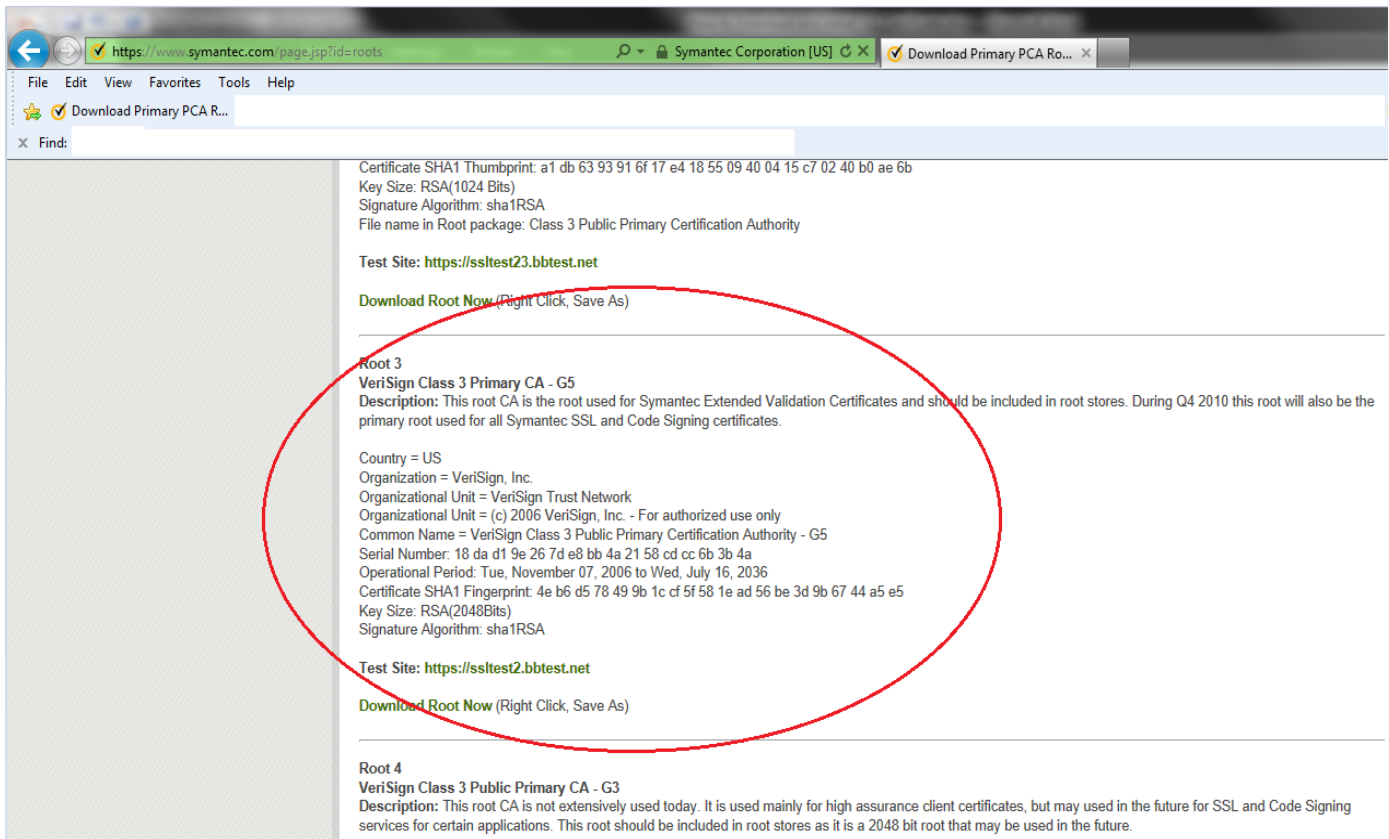 https://www.symantec.com/page.jsp?id=roots
Symantec Corporation [US]
Download Primary PCA Ro...
File Edit View Favorites Tools Help
Download Primary PCA R...
x Find:
Certificate SHA1 Thumbprint: a1 db 63 93 91 6f 17 e4 18 55 09 40 04 15 c7 02 40 b0 ae 6b
Key Size: RSA(1024 Bits)
Signature Algorithm: sha1RSA
File name in Root package: Class 3 Public Primary Certification Authority
Test Site: https://ssltest23.bbtest.net
Download Root Now (Right Click, Save As)
Root 3
VeriSign Class 3 Primary CA - G5
Description: This root CA is the root used for Symantec Extended Validation Certificates and should be included in root stores. During Q4 2010 this root will also be the
primary root used for all Symantec SSL and Code Signing certificates.
Country = US
Organization = VeriSign, Inc.
Organizational Unit = VeriSign Trust Network
Organizational Unit = (c) 2006 VeriSign, Inc. - For authorized use only
Common Name = VeriSign Class 3 Public Primary Certification Authority - G5
Serial Number: 18 da d1 9e 26 7d e8 bb 4a 21 58 cd cc 6b 3b 4a
Operational Period: Tue, November 07, 2006 to Wed, July 16, 2036
Certificate SHA1 Fingerprint: 4e b6 d5 78 49 9b 1c cf 5f 58 1e ad 56 be 3d 9b 67 44 a5 e5
Key Size: RSA(2048Bits)
Signature Algorithm: sha1RSA
Test Site: https://ssltest2.bbtest.net
Download Root Now (Right Click, Save As)
Root 4
VeriSign Class 3 Public Primary CA - G3
Description: This root CA is not extensively used today. It is used mainly for high assurance client certificates, but may used in the future for SSL and Code Signing
services for certain applications. This root should be included in root stores as it is a 2048 bit root that may be used in the future.